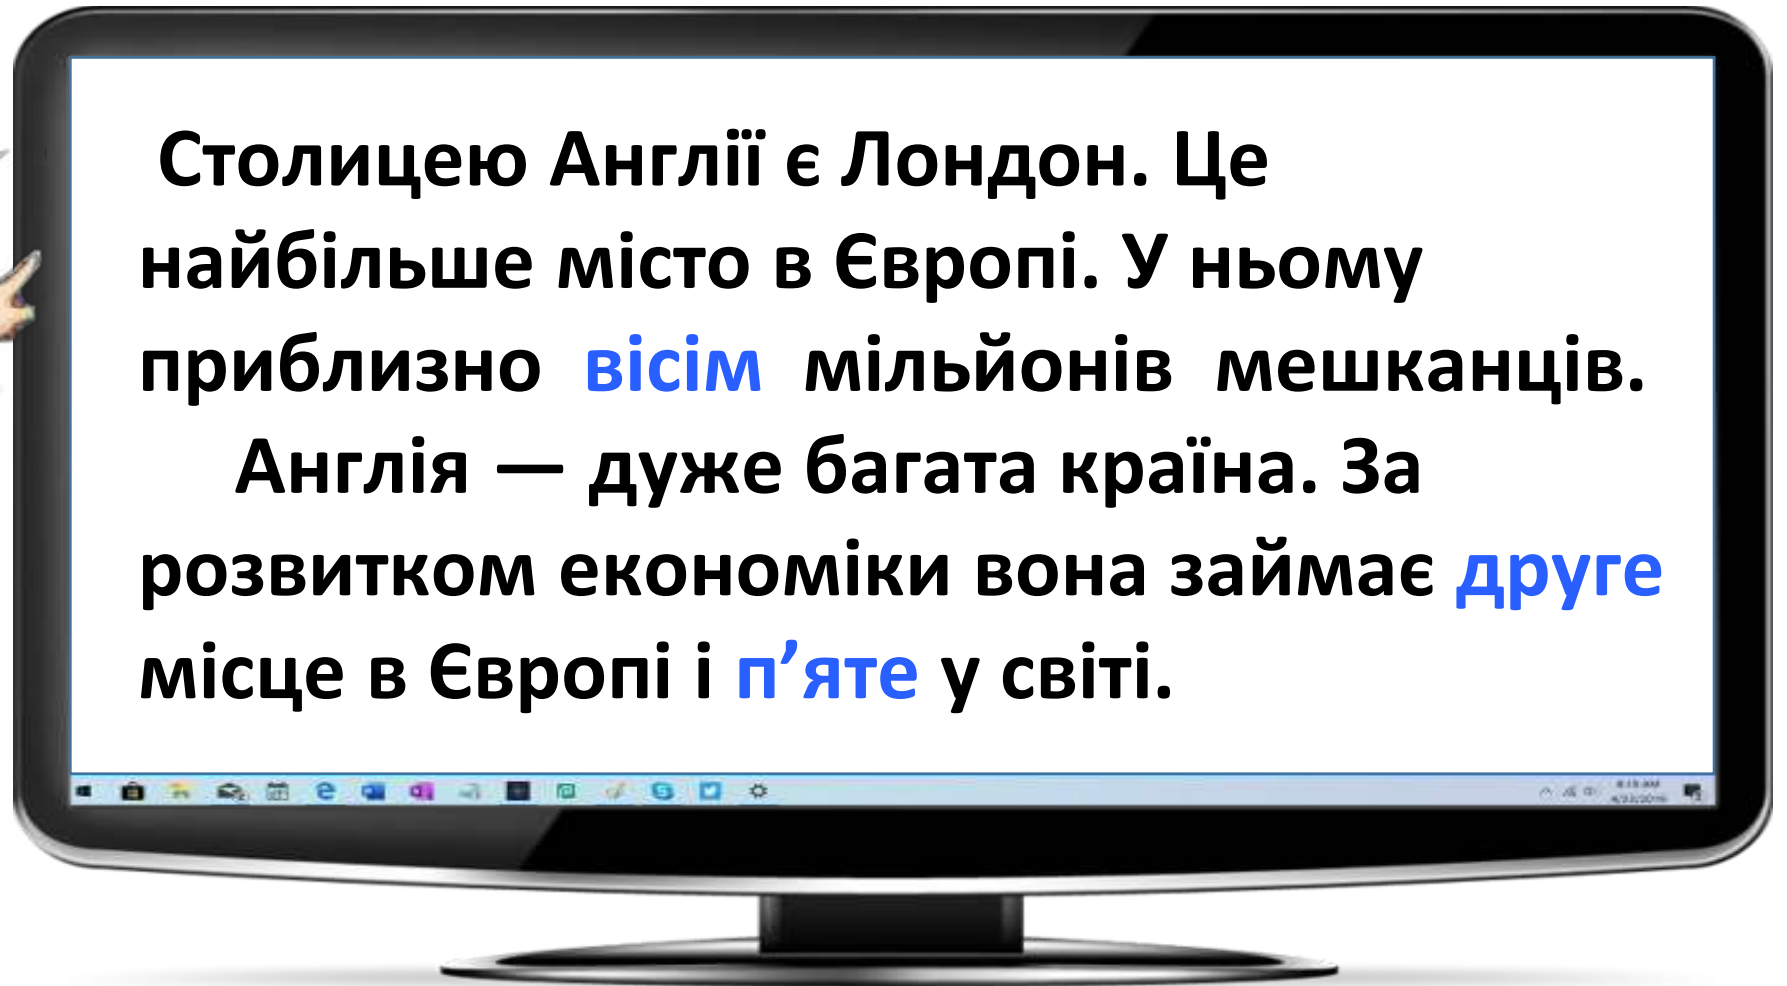 Столицею Англії є Лондон. Це
найбільше місто в Європі. У ньому
приблизно вісім мільйонів мешканців.
Англія — дуже багата країна. За
розвитком економіки вона займає друге
місце в Європі і п’яте у світі.